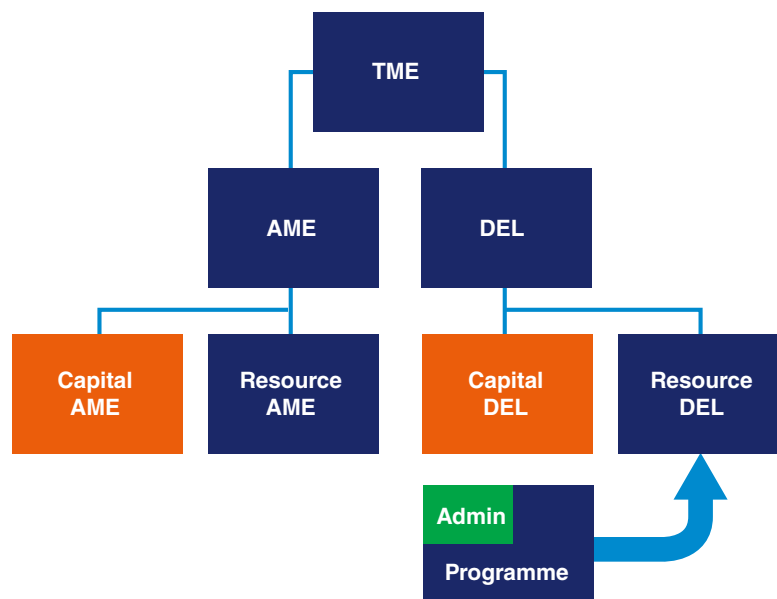 TME
AME
DEL
Capital
AME
Resource
AME
Capital
DEL
Resource
DEL
Admin
Programme